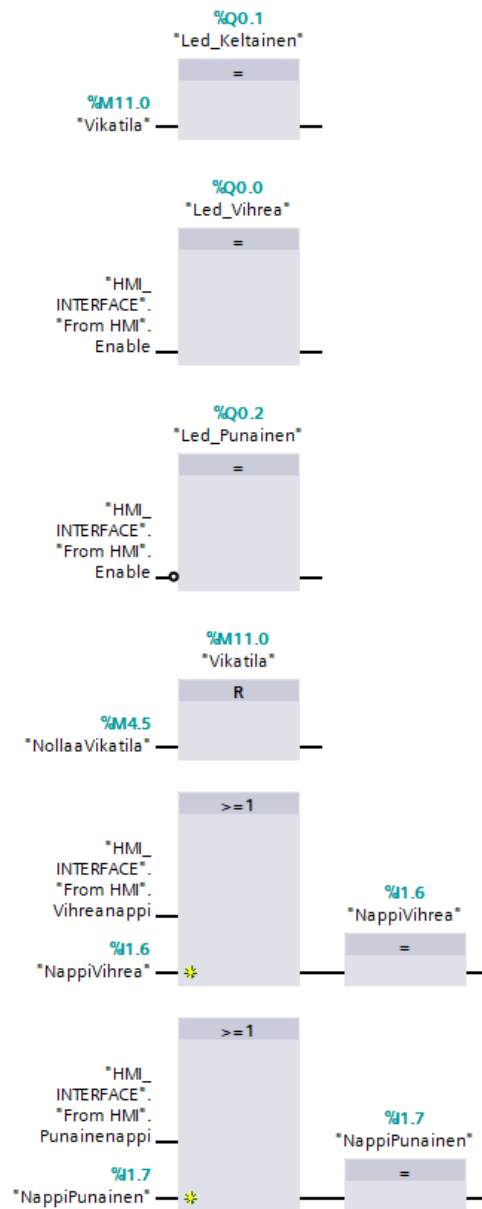 %Q0.1
"Led_Keltainen"
=
%M11.0
"Vikatila"
%Q0.0
"Led_Vihrea"
=
"HMI_
INTERFACE".
"From HMI".
Enable
%Q0.2
"Led_Punainen"
=
"HMI_
INTERFACE".
"From HMI".
Enable
%M11.0
"Vikatila"
R
%M4.5
"NollaaVikatila"
>=1
"HMI_
INTERFACE".
"From HMI".
Vihreanappi
%I1.6
"NappiVihrea"
%I1.6
"NappiVihrea"
=
>=1
"HMI_
INTERFACE".
"From HMI".
Punainenappi
%I1.7
"NappiPunainen"
%I1.7
"NappiPunainen"
=